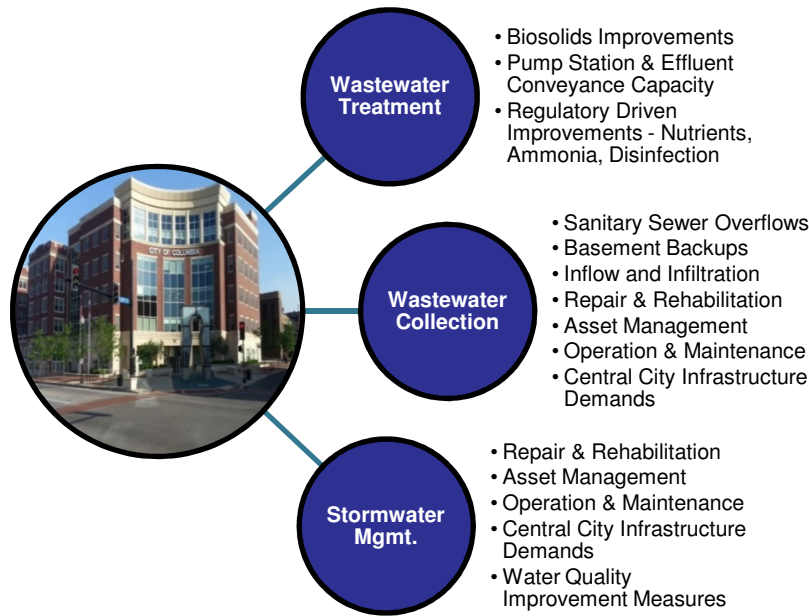 Wastewater
Treatment
• Biosolids Improvements
• Pump Station & Effluent
Conveyance Capacity
• Regulatory Driven
Improvements - Nutrients,
Ammonia, Disinfection
CITY OF COLUMBIA
Wastewater
Collection
• Sanitary Sewer Overflows
• Basement Backups
• Inflow and Infiltration
• Repair & Rehabilitation
• Asset Management
• Operation & Maintenance
• Central City Infrastructure
Demands
Stormwater
Mgmt.
• Repair & Rehabilitation
• Asset Management
• Operation & Maintenance
• Central City Infrastructure
Demands
• Water Quality
Improvement Measures